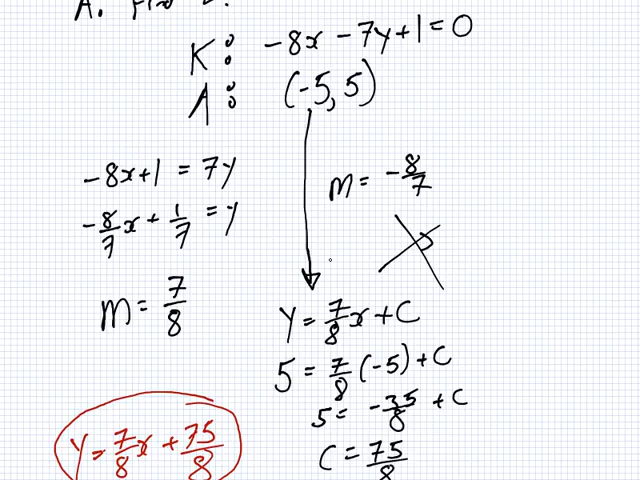 A. Find
K: -8x - 7y + 1 = 0
A: (-5, 5)
-8x + 1 = 7y
-8/7 x + 1/7 = y
m = 7/8
m = -8/7
y = 7/8 x + C
5 = 7/8 (-5) + C
5 = -35/8 + C
C = 75/8
y = 7/8 x + 75/8